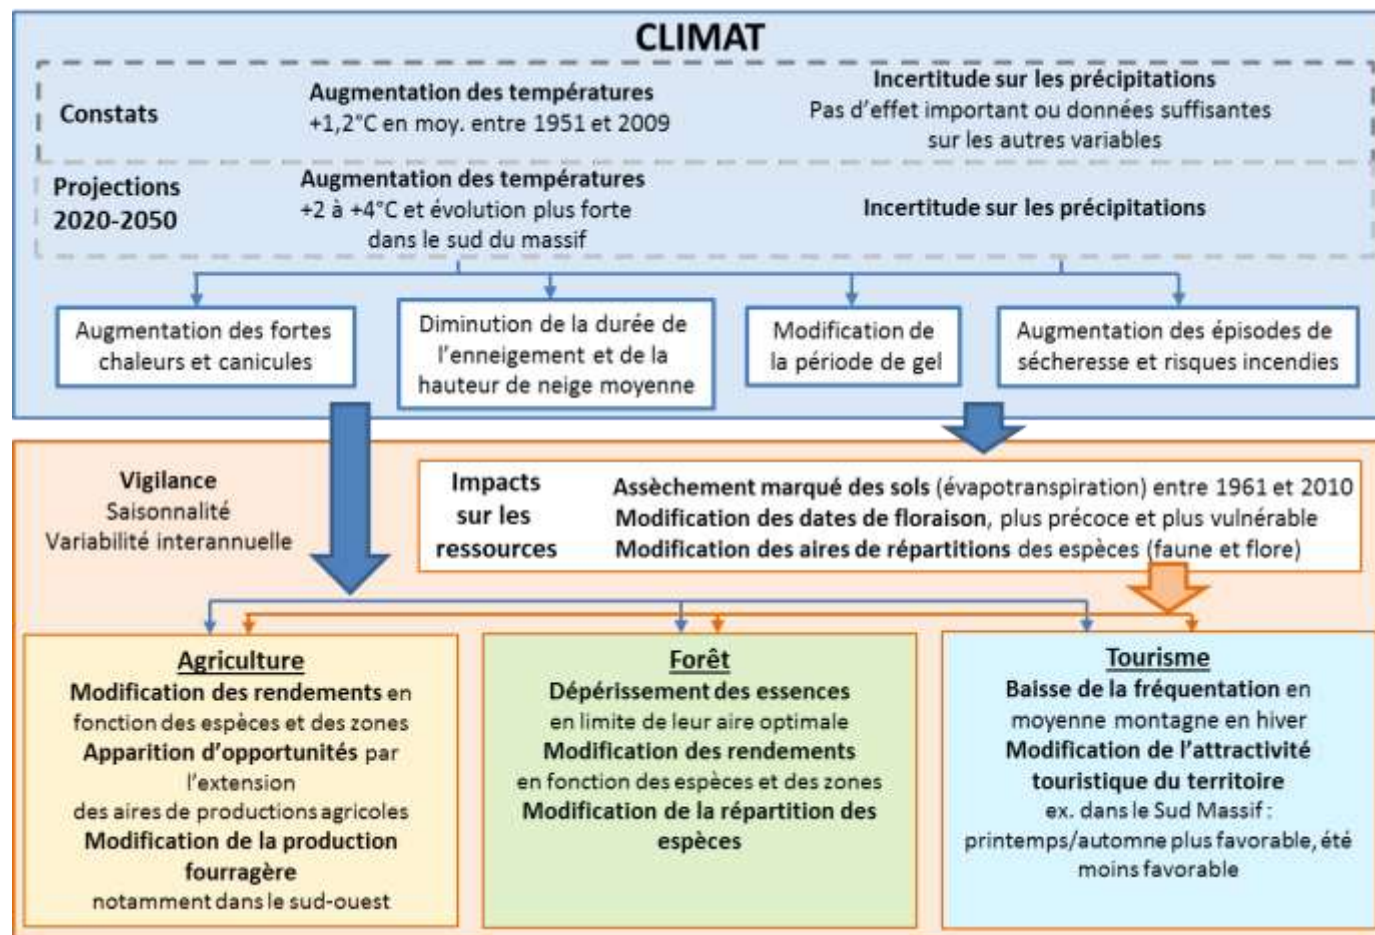 CLIMAT
Constats
Augmentation des températures
+1,2°C en moy. entre 1951 et 2009
Incertitude sur les précipitations
Pas d'effet important ou données suffisantes
sur les autres variables
Projections
2020-2050
Augmentation des températures
+2 à +4°C et évolution plus forte
dans le sud du massif
Incertitude sur les précipitations
Augmentation des fortes
chaleurs et canicules
Diminution de la durée de
l'enneigement et de la
hauteur de neige moyenne
Modification de
la période de gel
Augmentation des épisodes de
sécheresse et risques incendies
Vigilance
Saisonnalité
Variabilité interannuelle
Impacts
sur les
ressources
Assèchement marqué des sols (évapotranspiration) entre 1961 et 2010
Modification des dates de floraison, plus précoce et plus vulnérable
Modification des aires de répartitions des espèces (faune et flore)
Agriculture
Modification des rendements en
fonction des espèces et des zones
Apparition d'opportunités par
l'extension
des aires de productions agricoles
Modification de la production
fourragère
notamment dans le sud-ouest
Forêt
Dépérissement des essences
en limite de leur aire optimale
Modification des rendements
en fonction des espèces et des zones
Modification de la répartition des
espèces
Tourisme
Baisse de la fréquentation en
moyenne montagne en hiver
Modification de l'attractivité
touristique du territoire
ex. dans le Sud Massif :
printemps/automne plus favorable, été
moins favorable